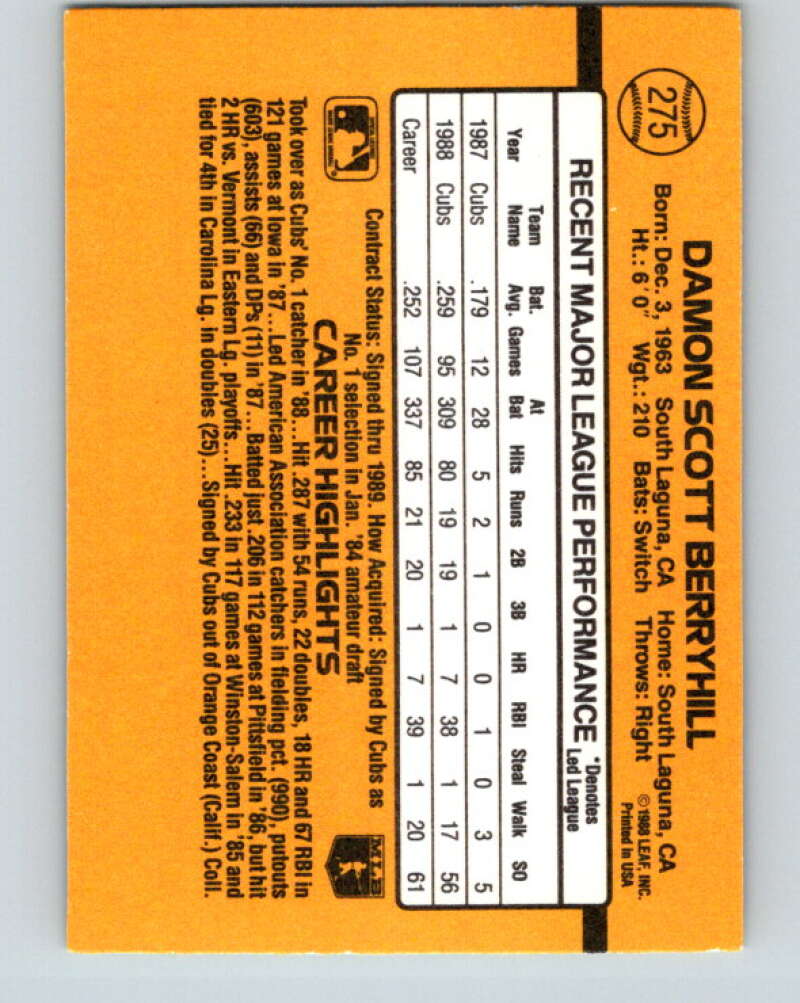 275
DAMON SCOTT BERRYHILL
Born: Dec. 3, 1963 South Laguna, CA Home: South Laguna, CA
Ht.: 6' 0" Wgt.: 210 Bats: Switch Throws: Right
©1988 LEAF, INC.
Printed in USA
RECENT MAJOR LEAGUE PERFORMANCE *Denotes Led League
Year Team Name Bat. Avg. Games At Bat Hits Runs 2B 3B HR RBI Steal Walk SO
1987 Cubs .179 12 28 5 2 1 0 0 1 0 3 5
1988 Cubs .259 95 309 80 19 19 1 7 38 1 17 56
Career .252 107 337 85 21 20 1 7 39 1 20 61
Contract Status: Signed thru 1989. How Acquired: Signed by Cubs as
No. 1 selection in Jan. '84 amateur draft
MLB
CAREER HIGHLIGHTS
Took over as Cubs' No. 1 catcher in '88...Hit .287 with 54 runs, 22 doubles, 18 HR and 67 RBI in
121 games at Iowa in '87...Led American Association catchers in fielding pct. (990), putouts
(603), assists (66) and DPs (11) in '87...Batted just .206 in 112 games at Pittsfield in '86, but hit
2 HR vs. Vermont in Eastern Lg. playoffs...Hit .233 in 117 games at Winston-Salem in '85 and
tied for 4th in Carolina Lg. in doubles (25)...Signed by Cubs out of Orange Coast (Calif.) Coll.